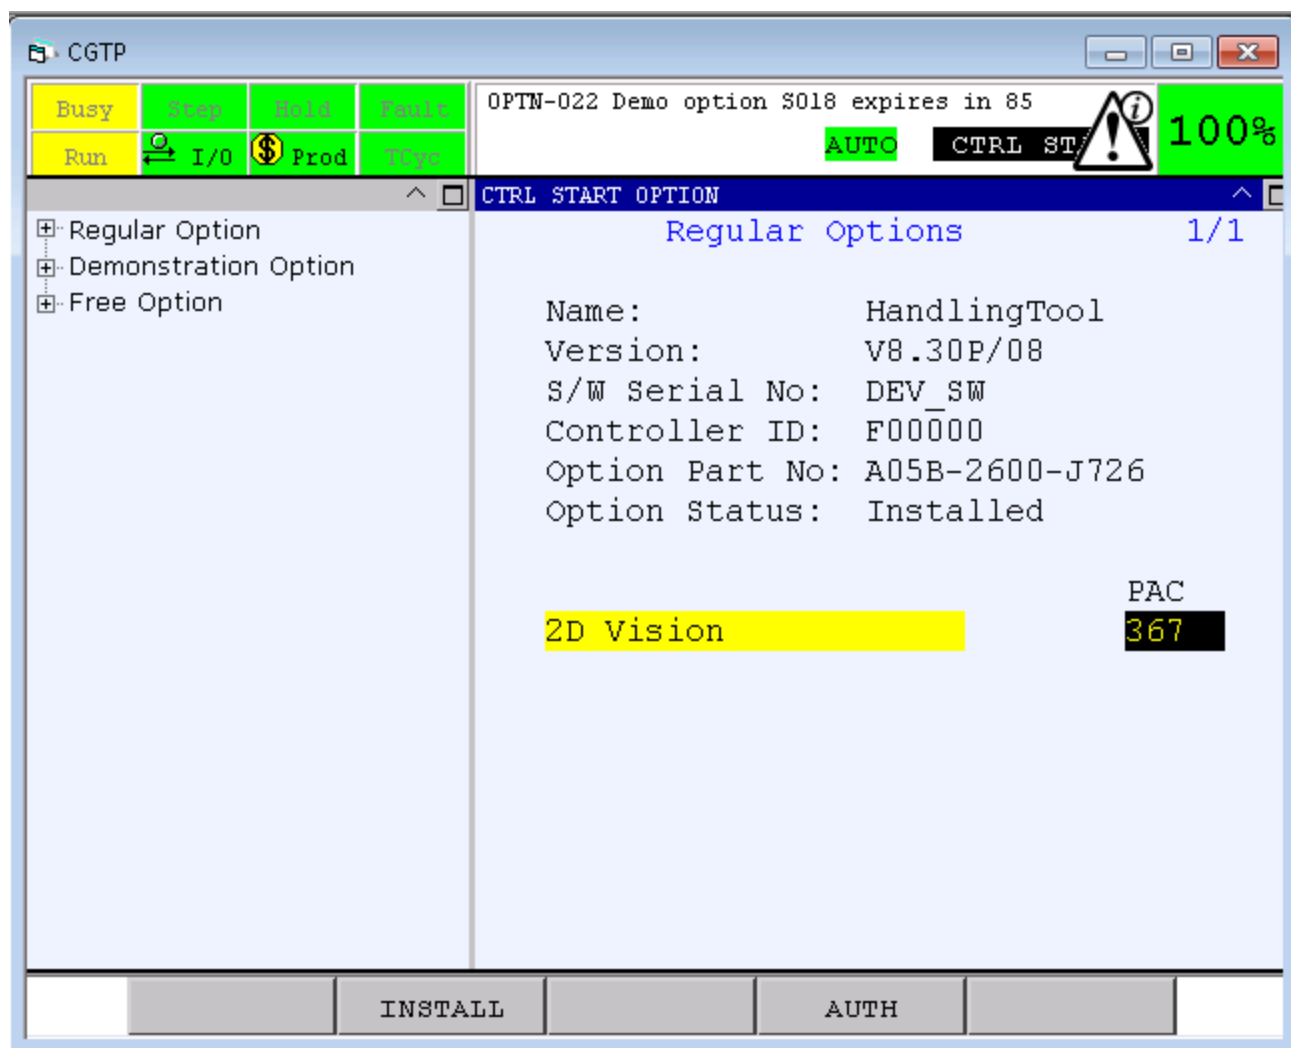 CGTP
Busy Step Hold Fault
Run I/O Prod TCyc
OPTN-022 Demo option S018 expires in 85
AUTO CTRL
100%
CTRL START OPTION
Regular Option
Demonstration Option
Free Option
Regular Options 1/1
Name: HandlingTool
Version: V8.30P/08
S/W Serial No: DEV_SW
Controller ID: F00000
Option Part No: A05B-2600-J726
Option Status: Installed
PAC
2D Vision 367
INSTALL AUTH